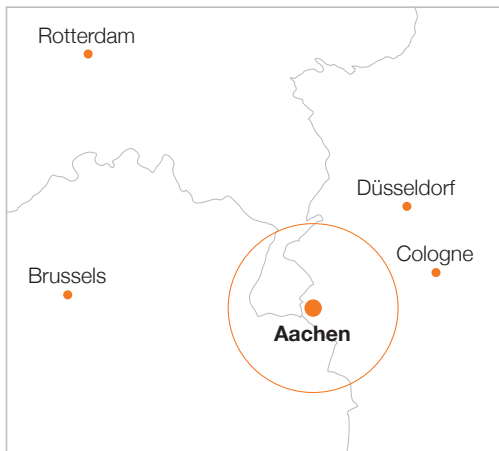 Rotterdam
Düsseldorf
Cologne
Brussels
Aachen